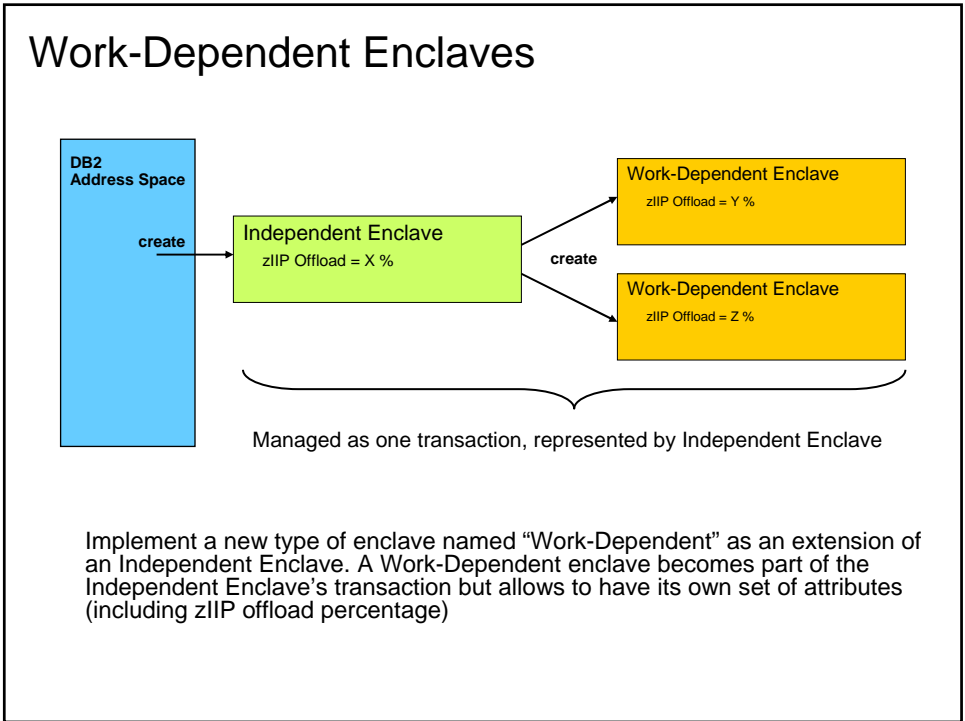 Work-Dependent Enclaves
DB2
Address Space
create
Independent Enclave
zIIP Offload = X %
create
Work-Dependent Enclave
zIIP Offload = Y %
Work-Dependent Enclave
zIIP Offload = Z %
Managed as one transaction, represented by Independent Enclave
Implement a new type of enclave named “Work-Dependent” as an extension of
an Independent Enclave. A Work-Dependent enclave becomes part of the
Independent Enclave’s transaction but allows to have its own set of attributes
(including zIIP offload percentage)